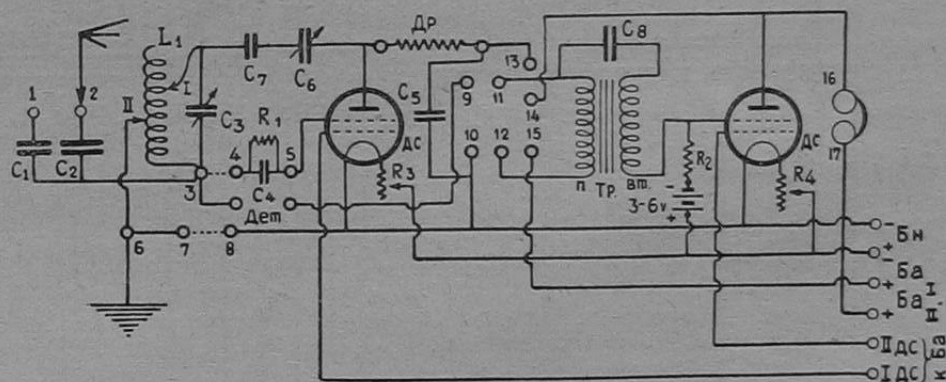 L₁ C₇ C₆ Др 13 C₈ 16
1 2 II I C₃ R₁ C₅ 9 11 14
C₁ C₂ 4 5 ДС 10 12 15 R₂ ДС 17
3 C₄ R₃ П ТР. вт. - 3-6v + R₄
Дет
6 7 8 - Бн
+ -
+ Ба I
+ Ба II.
II ДС
I ДС
к Ба